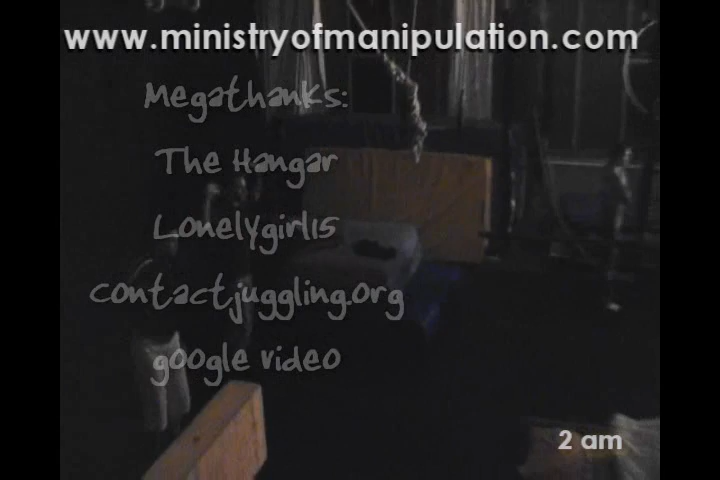 www.ministryofmanipulation.com
Megathanks:
The Hangar
Lonelygirl15
contactjuggling.org
google video
2 am